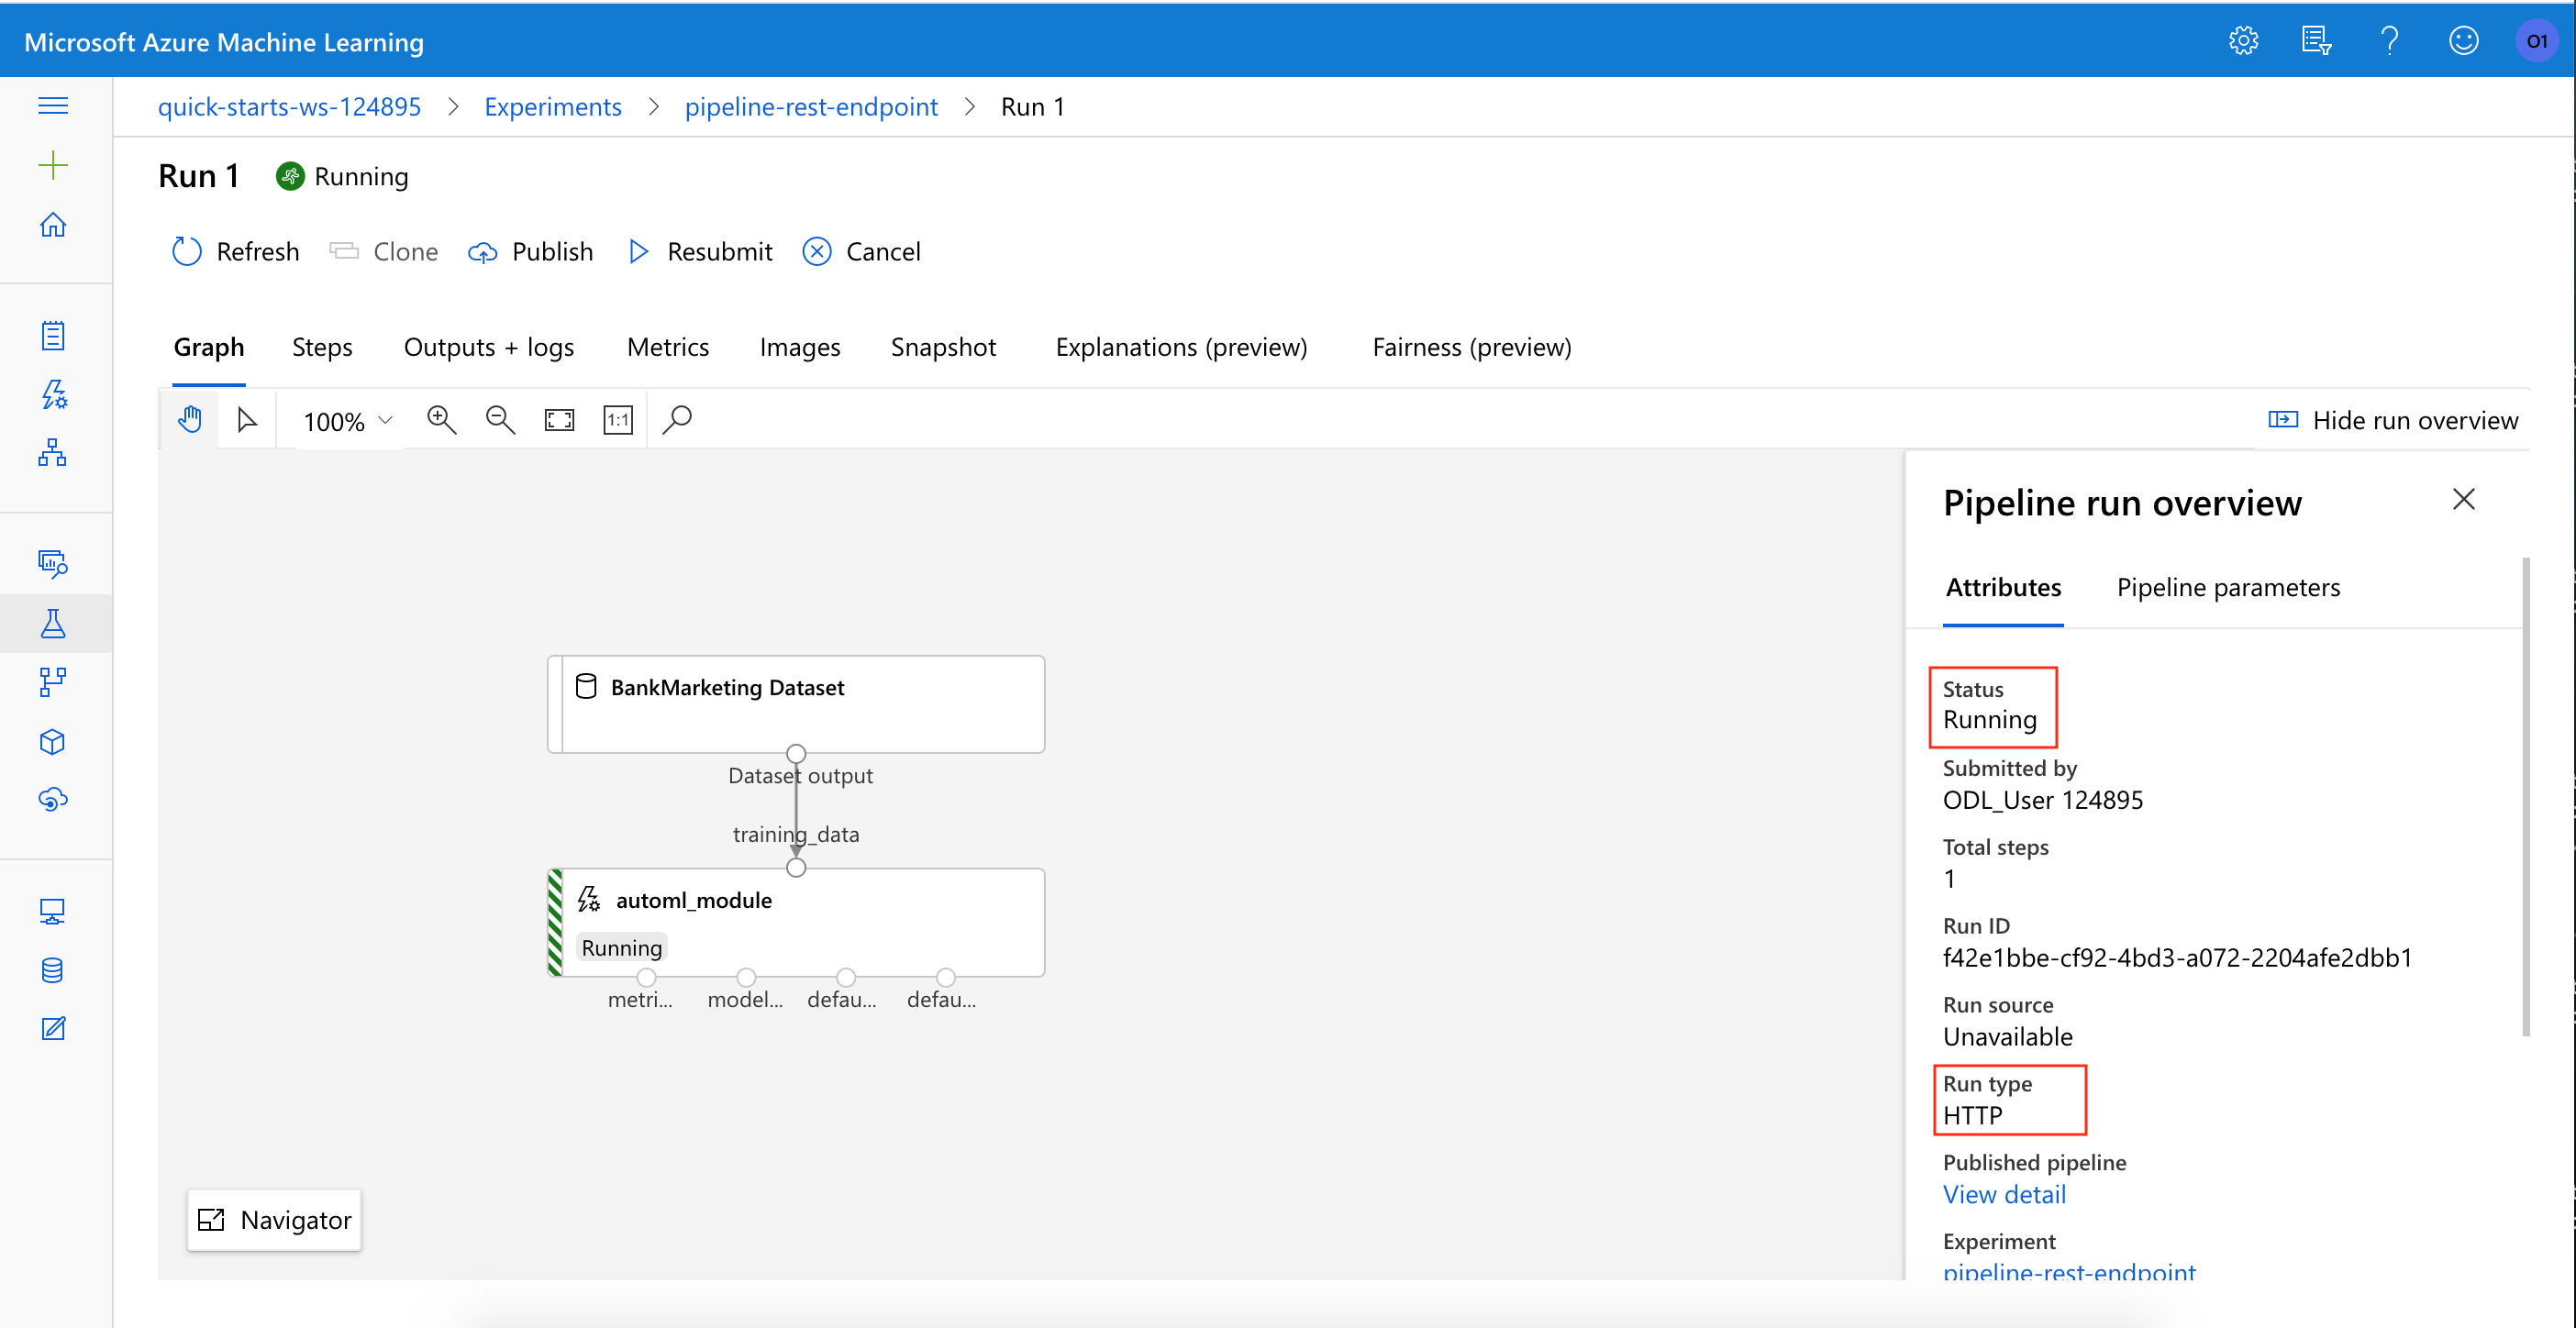 Microsoft Azure Machine Learning
O1
quick-starts-ws-124895 > Experiments > pipeline-rest-endpoint > Run 1
Run 1 Running
Refresh Clone Publish Resubmit Cancel
Graph Steps Outputs + logs Metrics Images Snapshot Explanations (preview) Fairness (preview)
100% 1:1 Hide run overview
BankMarketing Dataset
Dataset output
training_data
automl_module
Running
metri... model... defau... defau...
Navigator
Pipeline run overview
Attributes Pipeline parameters
Status
Running
Submitted by
ODL_User 124895
Total steps
1
Run ID
f42e1bbe-cf92-4bd3-a072-2204afe2dbb1
Run source
Unavailable
Run type
HTTP
Published pipeline
View detail
Experiment
pipeline-rest-endpoint